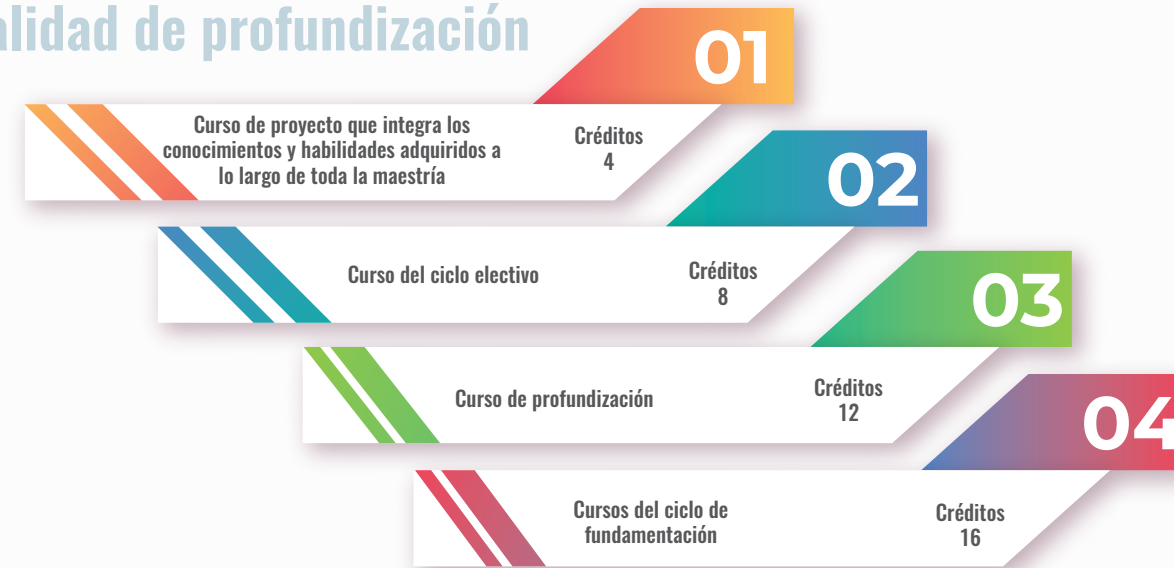 alidad de profundización
01
Curso de proyecto que integra los
conocimientos y habilidades adquiridos a
lo largo de toda la maestría
Créditos
4
02
Curso del ciclo electivo
Créditos
8
03
Curso de profundización
Créditos
12
04
Cursos del ciclo de
fundamentación
Créditos
16